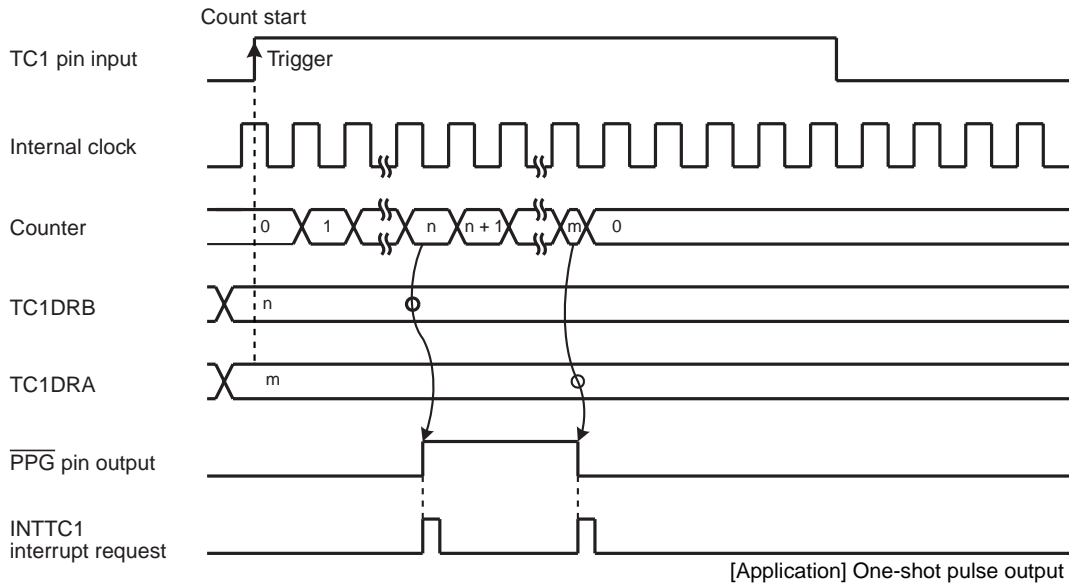 Count start
TC1 pin input
Trigger
Internal clock
Counter
0 1 n n + 1 m 0
TC1DRB
n
TC1DRA
m
PPG pin output
INTTC1
interrupt request
[Application] One-shot pulse output